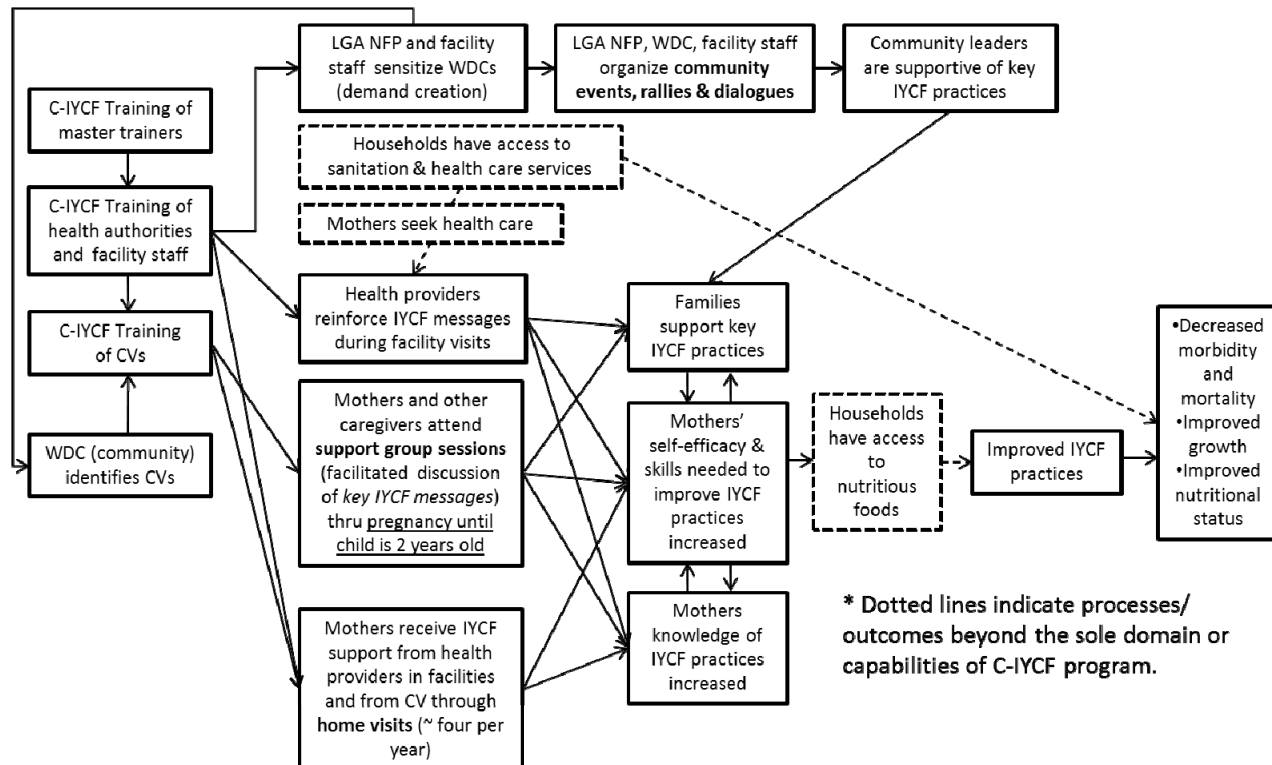 LGA NFP and facility
staff sensitize WDCs
(demand creation)
LGA NFP, WDC, facility staff
organize community
events, rallies & dialogues
Community leaders
are supportive of key
IYCF practices
C-IYCF Training of
master trainers
Households have access to
sanitation & health care services
C-IYCF Training of
health authorities
and facility staff
Mothers seek health care
Health providers
reinforce IYCF messages
during facility visits
Families
support key
IYCF practices
C-IYCF Training
of CVs
•Decreased
morbidity
and
mortality
•Improved
growth
•Improved
nutritional
status
Mothers and other
caregivers attend
support group sessions
(facilitated discussion
of key IYCF messages)
thru pregnancy until
child is 2 years old
Mothers'
self-efficacy &
skills needed to
improve IYCF
practices
increased
Households
have access
to
nutritious
foods
Improved IYCF
practices
WDC (community)
identifies CVs
Mothers receive IYCF
support from health
providers in facilities
and from CV through
home visits (~ four per
year)
Mothers
knowledge of
IYCF practices
increased
* Dotted lines indicate processes/
outcomes beyond the sole domain or
capabilities of C-IYCF program.